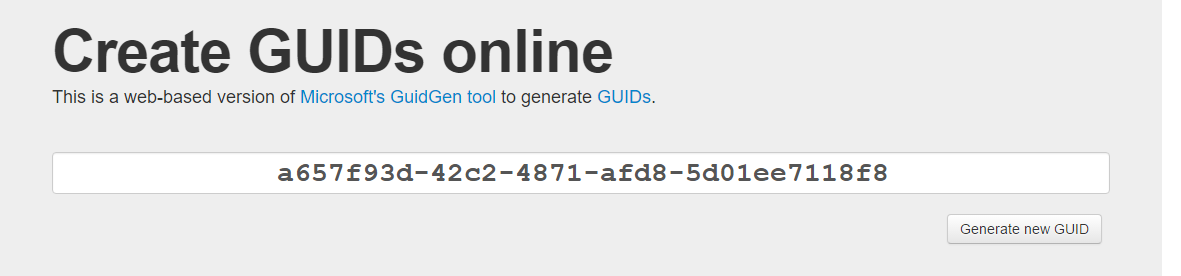 Create GUIDs online
This is a web-based version of Microsoft's GuidGen tool to generate GUIDs.
a657f93d-42c2-4871-afd8-5d01ee7118f8
Generate new GUID